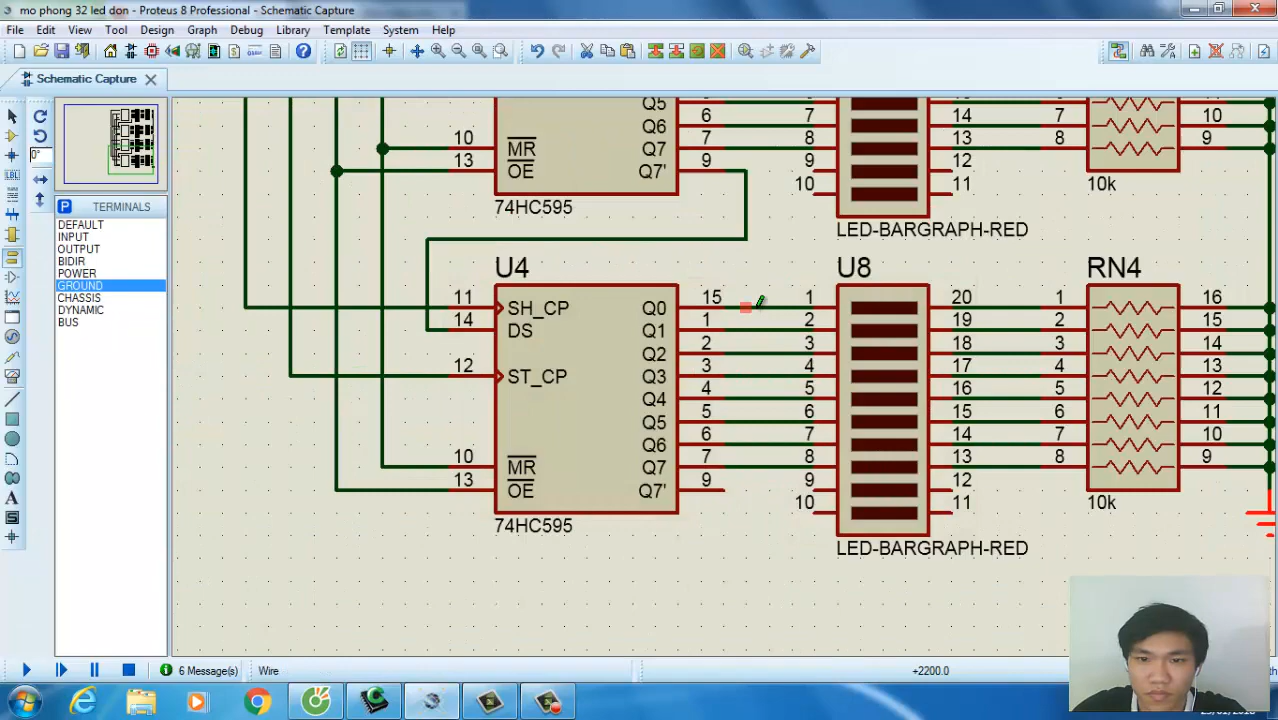 mo phong 32 led don - Proteus 8 Professional - Schematic Capture
File Edit View Tool Design Graph Debug Library Template System Help
Schematic Capture
0°
LBL
P TERMINALS
DEFAULT
INPUT
OUTPUT
BIDIR
POWER
GROUND
CHASSIS
DYNAMIC
BUS
Q5
6 Q6 7 14 7 10
10 MR 7 Q7 8 13 8 9
13 OE 9 Q7' 9 12
10 11
10k
74HC595
LED-BARGRAPH-RED
U4 U8 RN4
11 SH_CP Q0 15 1 20 1 16
14 DS Q1 1 2 19 2 15
Q2 2 3 18 3 14
12 ST_CP Q3 3 4 17 4 13
Q4 4 5 16 5 12
Q5 5 6 15 6 11
Q6 6 7 14 7 10
10 MR Q7 7 8 13 8 9
13 OE Q7' 9 9 12
10 11
10k
74HC595
LED-BARGRAPH-RED
6 Message(s) Wire +2200.0